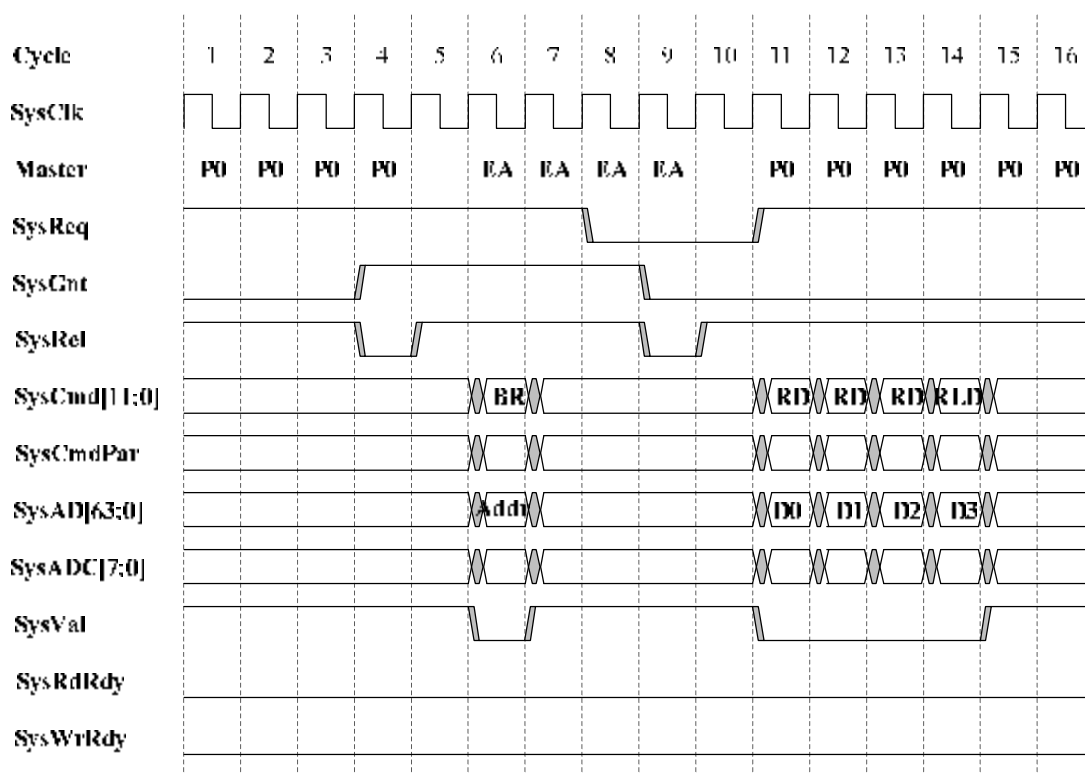 Cycle 1 2 3 4 5 6 7 8 9 10 11 12 13 14 15 16
SysClk
Master P0 P0 P0 P0 EA EA EA EA P0 P0 P0 P0 P0 P0
SysReq
SysGnt
SysRel
SysCmd[11:0] BR RD RD RD RLD
SysCmdPar
SysAD[63:0] Addr D0 D1 D2 D3
SysADC[7:0]
SysVal
SysRdRdy
SysWrRdy